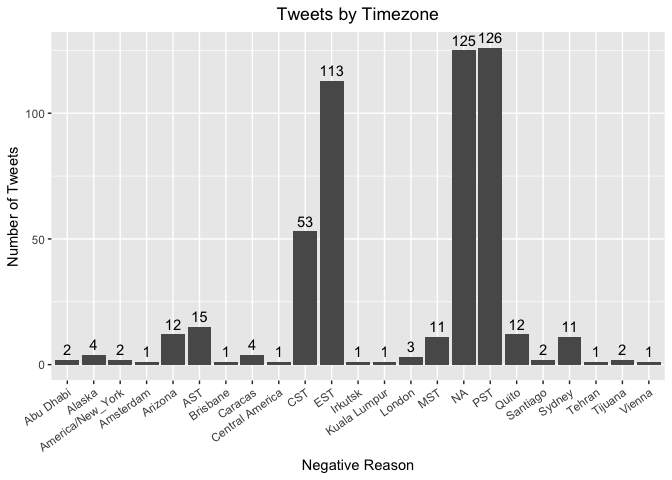 Tweets by Timezone
Number of Tweets
100
50
0
2
4
2
1
12
15
1
4
1
53
113
1
1
3
11
125
126
12
2
11
1
2
1
Abu Dhabi
Alaska
America/New_York
Amsterdam
Arizona
AST
Brisbane
Caracas
Central America
CST
EST
Irkutsk
Kuala Lumpur
London
MST
NA
PST
Quito
Santiago
Sydney
Tehran
Tijuana
Vienna
Negative Reason